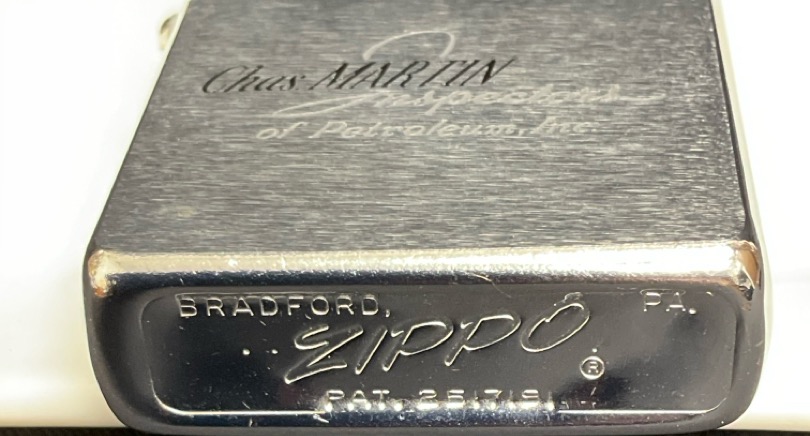 Chas MARTIN
Inspectors
of Petroleum, Inc.
BRADFORD, PA.
ZIPPO ®
PAT. 2517191